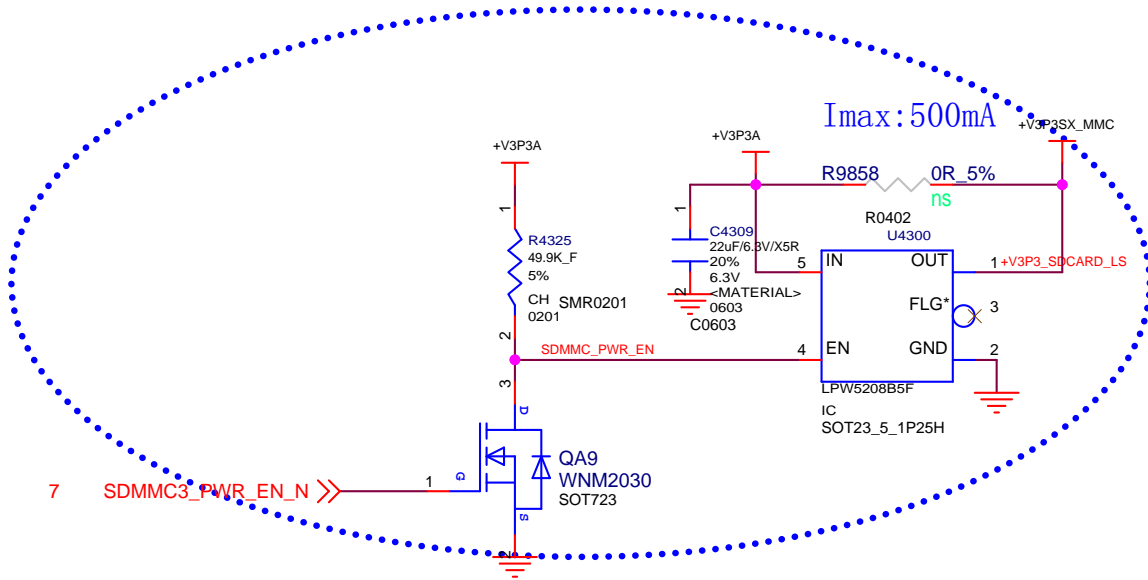 Imax:500mA
+V3P3A
+V3P3SX_MMC
+V3P3A
R9858
0R_5%
ns
R0402
1
R4325
49.9K_F
5%
CH
0201
SMR0201
2
1
C4309
22uF/6.3V/X5R
20%
6.3V
<MATERIAL>
0603
C0603
2
U4300
5
IN
OUT
1
+V3P3_SDCARD_LS
FLG*
3
SDMMC_PWR_EN
4
EN
GND
2
LPW5208B5F
IC
SOT23_5_1P25H
3
D
G
S
QA9
WNM2030
SOT723
7
SDMMC3_PWR_EN_N
1
2